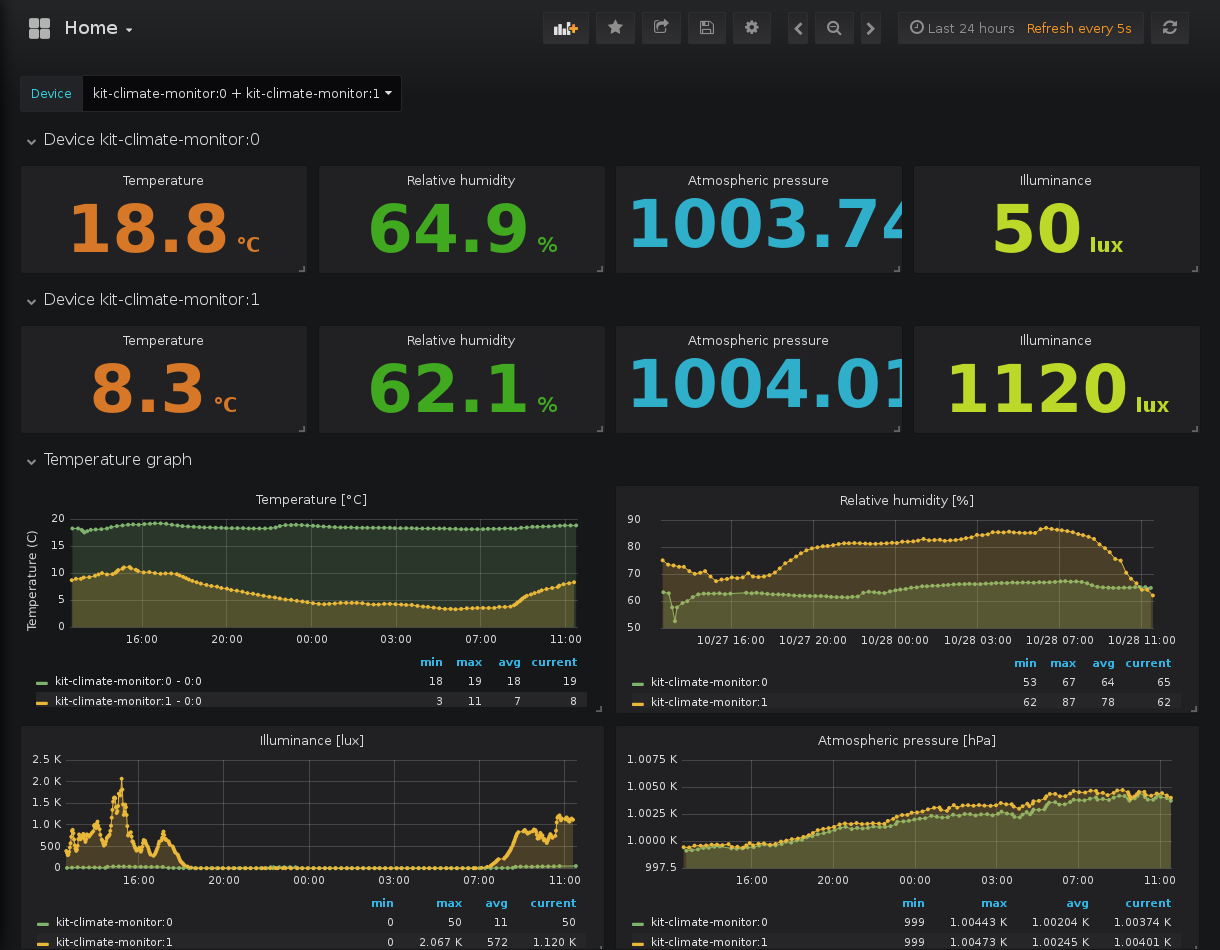 Home
Last 24 hours Refresh every 5s
Device kit-climate-monitor:0 + kit-climate-monitor:1
Device kit-climate-monitor:0
Temperature Relative humidity Atmospheric pressure Illuminance
18.8 °C 64.9 % 1003.74 50 lux
Device kit-climate-monitor:1
Temperature Relative humidity Atmospheric pressure Illuminance
8.3 °C 62.1 % 1004.01 1120 lux
Temperature graph
Temperature [°C]
Temperature (C)
20
15
10
5
0
16:00 20:00 00:00 03:00 07:00 11:00
min max avg current
kit-climate-monitor:0 - 0:0 18 19 18 19
kit-climate-monitor:1 - 0:0 3 11 7 8
Relative humidity [%]
90
80
70
60
50
10/27 16:00 10/27 20:00 10/28 00:00 10/28 03:00 10/28 07:00 10/28 11:00
min max avg current
kit-climate-monitor:0 53 67 64 65
kit-climate-monitor:1 62 87 78 62
Illuminance [lux]
2.5 K
2.0 K
1.5 K
1.0 K
500
0
16:00 20:00 00:00 03:00 07:00 11:00
min max avg current
kit-climate-monitor:0 0 50 11 50
kit-climate-monitor:1 0 2.067 K 572 1.120 K
Atmospheric pressure [hPa]
1.0075 K
1.0050 K
1.0025 K
1.0000 K
997.5
16:00 20:00 00:00 03:00 07:00 11:00
min max avg current
kit-climate-monitor:0 999 1.00443 K 1.00204 K 1.00374 K
kit-climate-monitor:1 999 1.00473 K 1.00245 K 1.00401 K